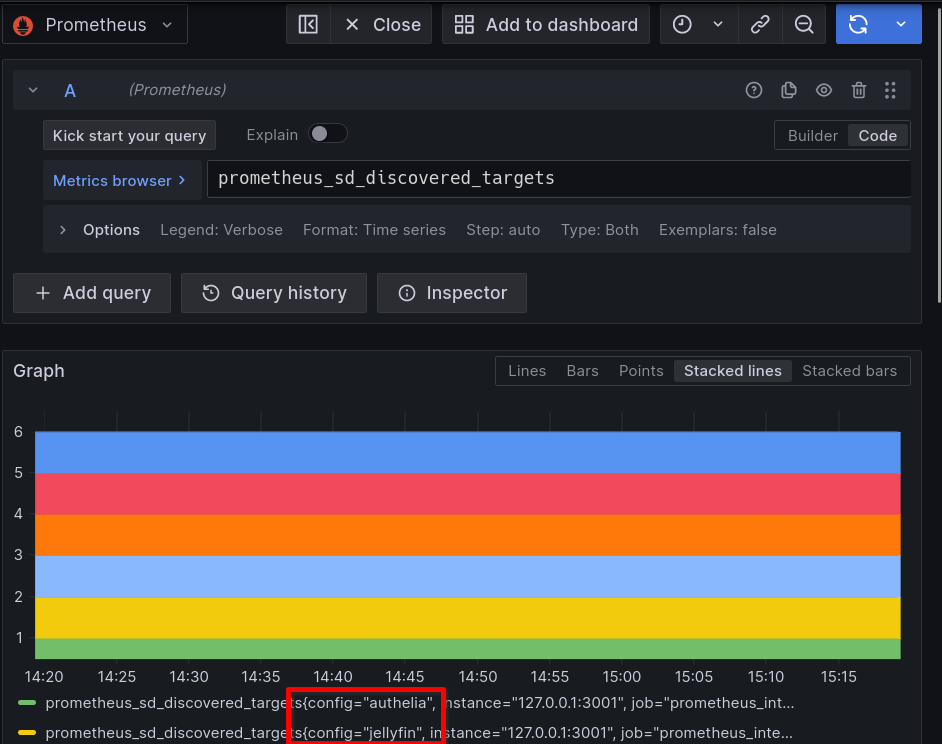 Prometheus Close Add to dashboard
A (Prometheus)
Kick start your query Explain Builder Code
Metrics browser > prometheus_sd_discovered_targets
> Options Legend: Verbose Format: Time series Step: auto Type: Both Exemplars: false
+ Add query Query history Inspector
Graph Lines Bars Points Stacked lines Stacked bars
6
5
4
3
2
1
14:20 14:25 14:30 14:35 14:40 14:45 14:50 14:55 15:00 15:05 15:10 15:15
prometheus_sd_discovered_targets{config="authelia", instance="127.0.0.1:3001", job="prometheus_int...
prometheus_sd_discovered_targets{config="jellyfin", instance="127.0.0.1:3001", job="prometheus_inte...